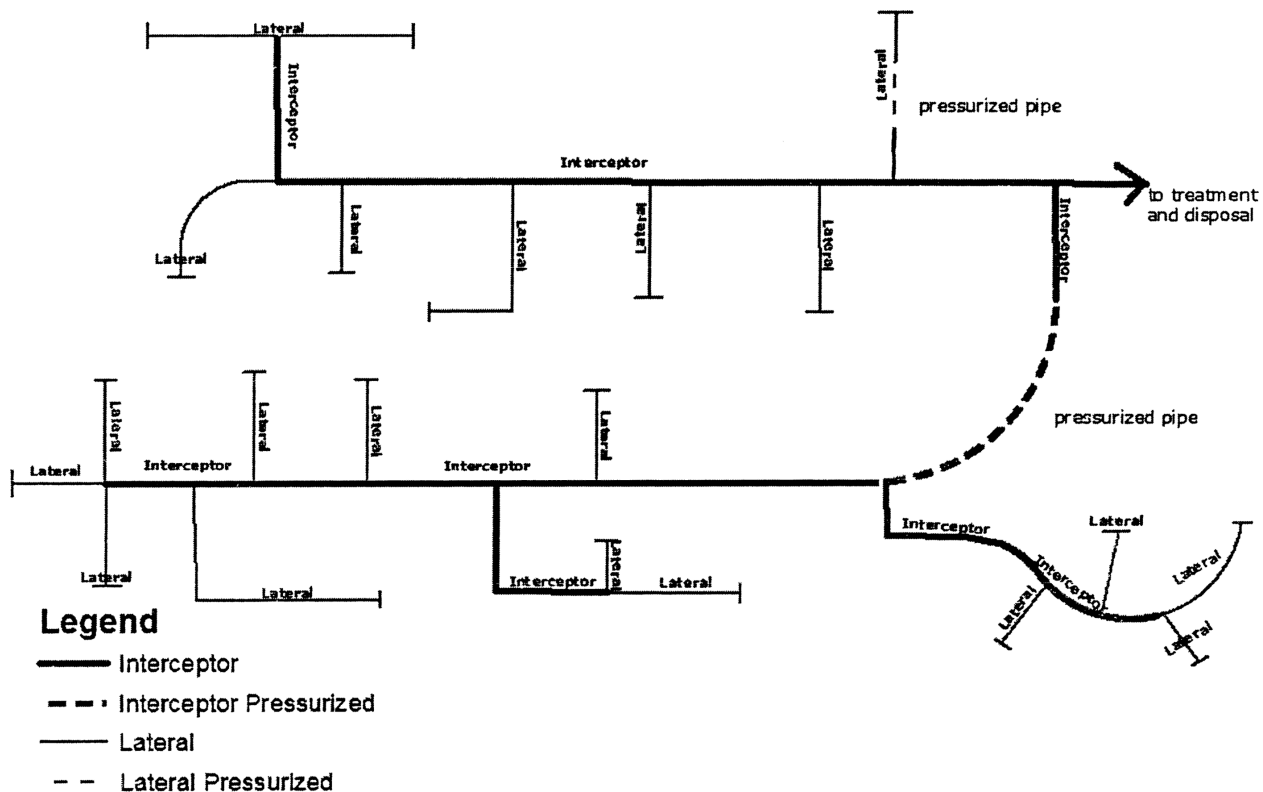 Lateral
Lateral
Interceptor
pressurized pipe
Interceptor
to treatment
and disposal
Lateral
Lateral
Lateral
Lateral
Lateral
Interceptor
pressurized pipe
Lateral
Lateral
Lateral
Lateral
Lateral
Interceptor
Interceptor
Interceptor
Lateral
Lateral
Interceptor
Lateral
Lateral
Lateral
Lateral
Interceptor
Lateral
Lateral
Legend
Interceptor
Interceptor Pressurized
Lateral
Lateral Pressurized